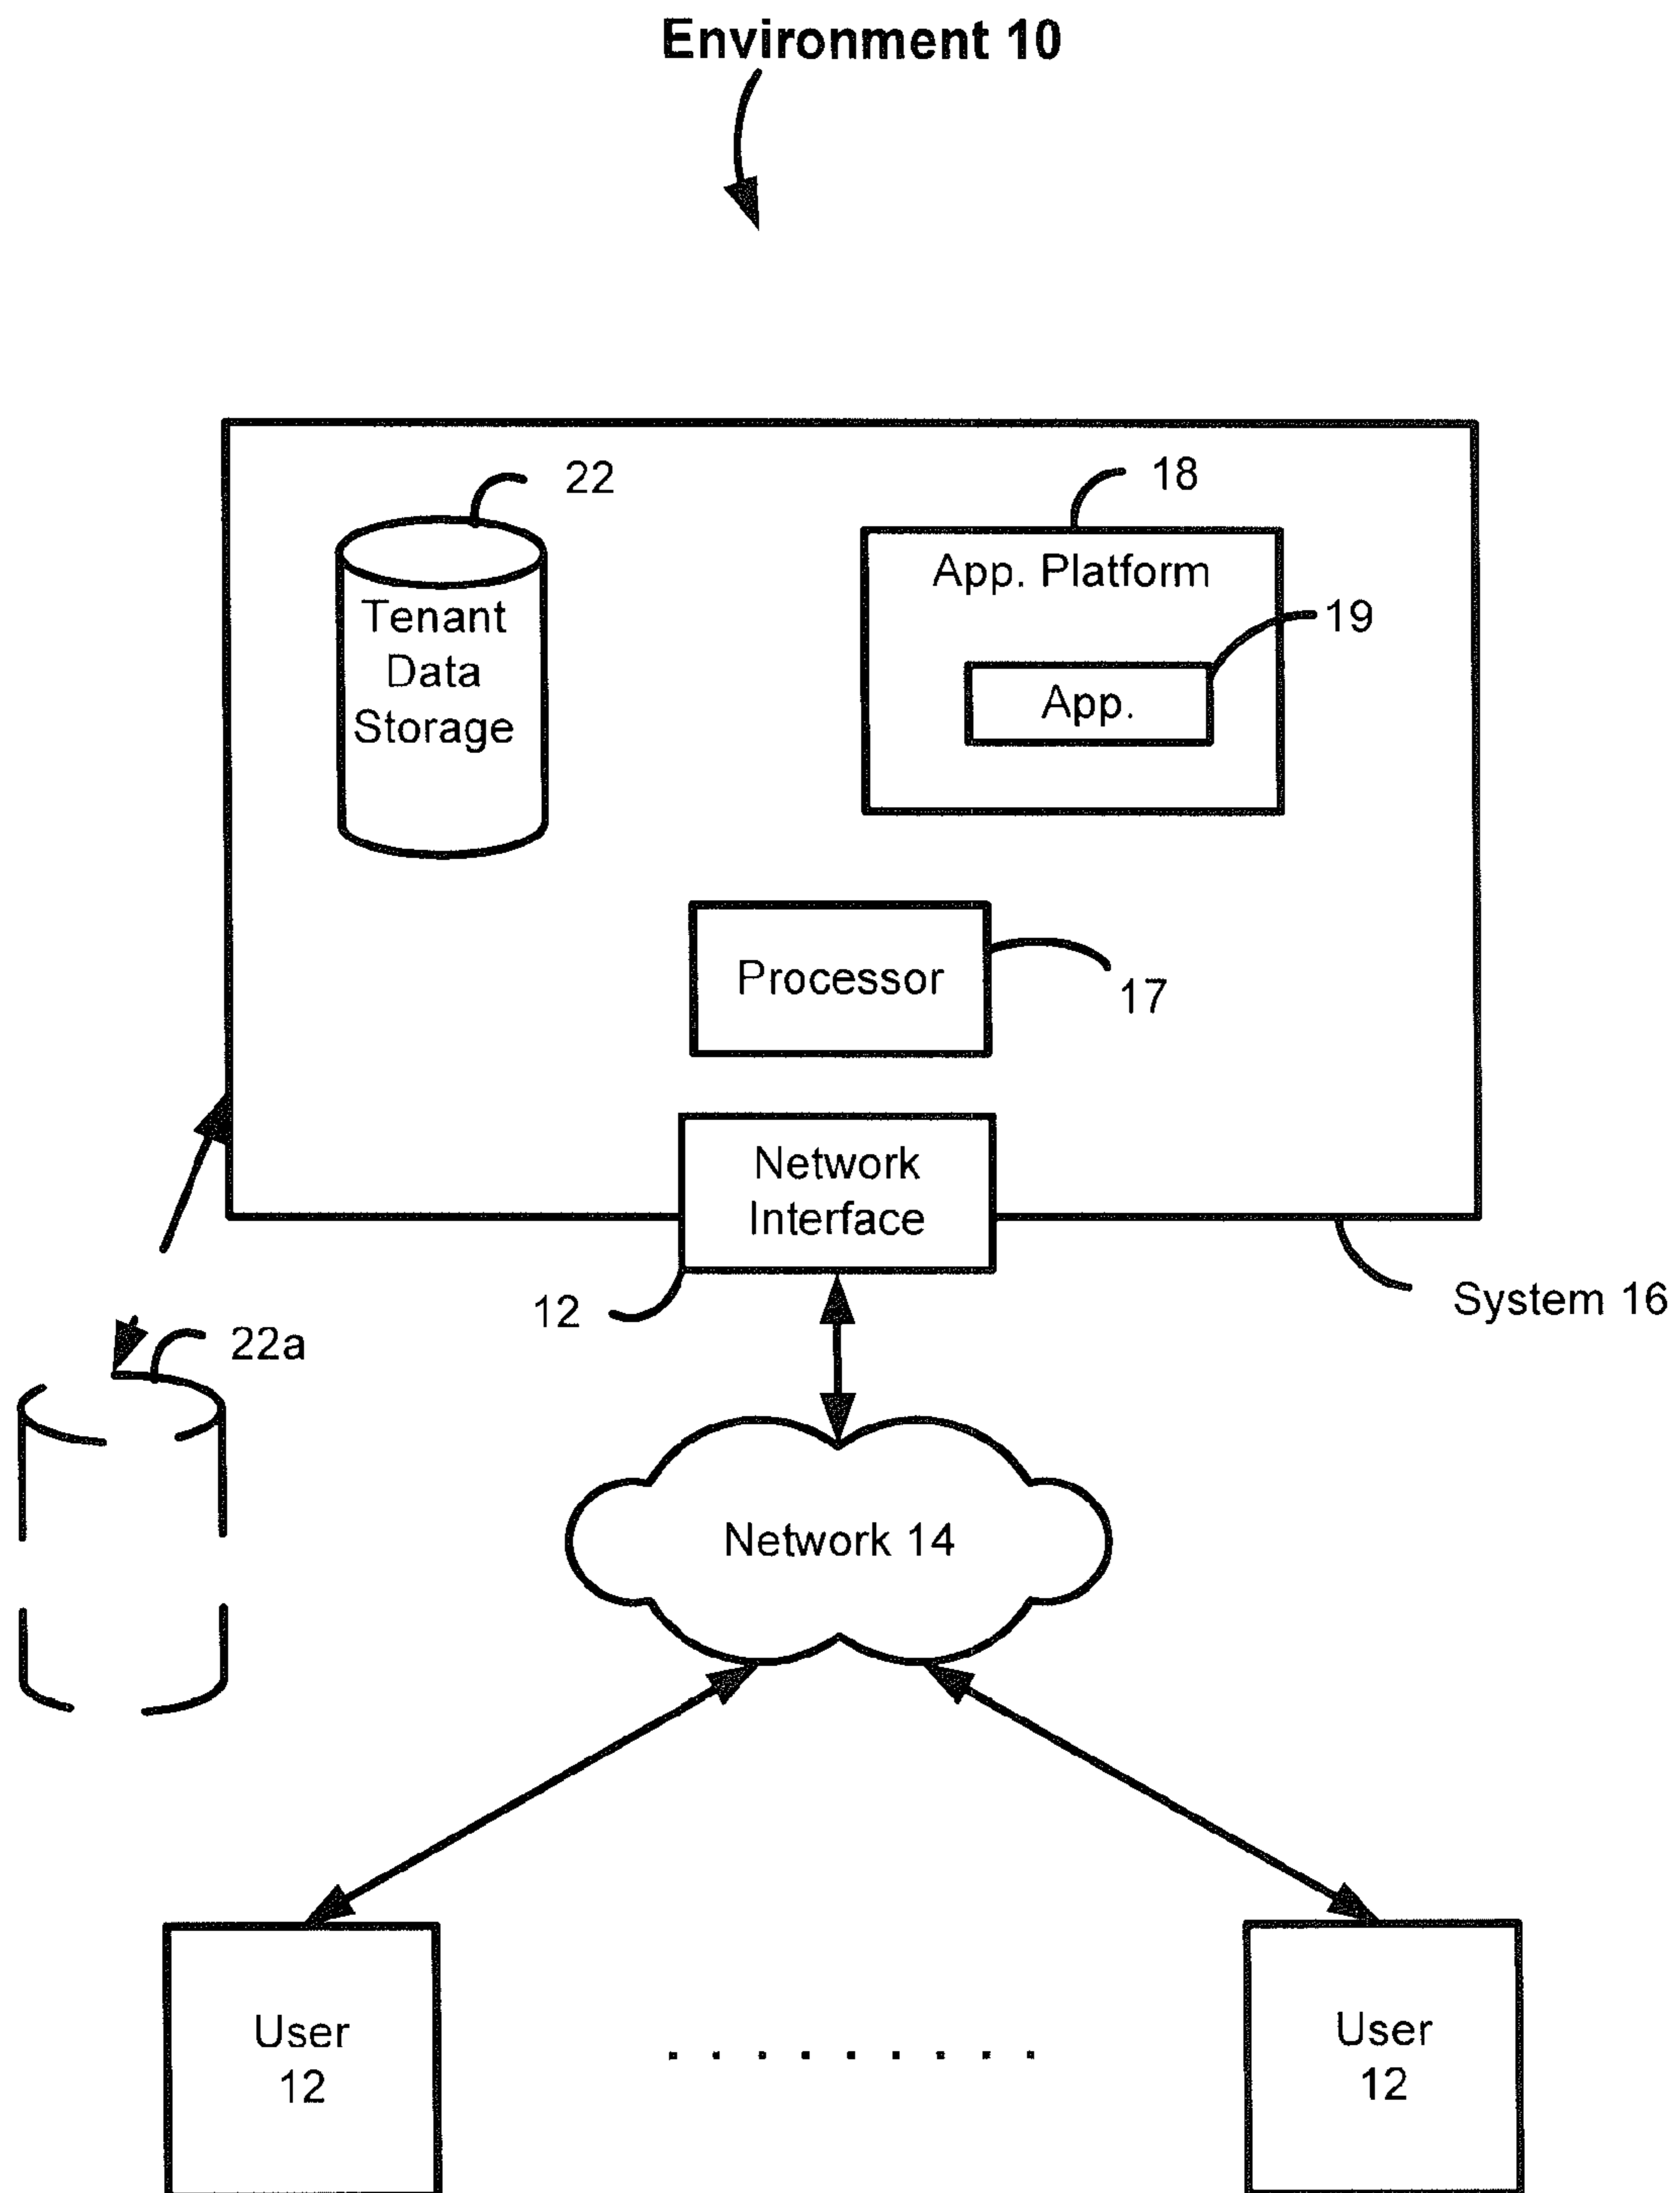 Environment 10
22
18
App. Platform
19
Tenant
Data
Storage
App.
Processor
17
Network
Interface
12
System 16
22a
Network 14
User
12
User
12